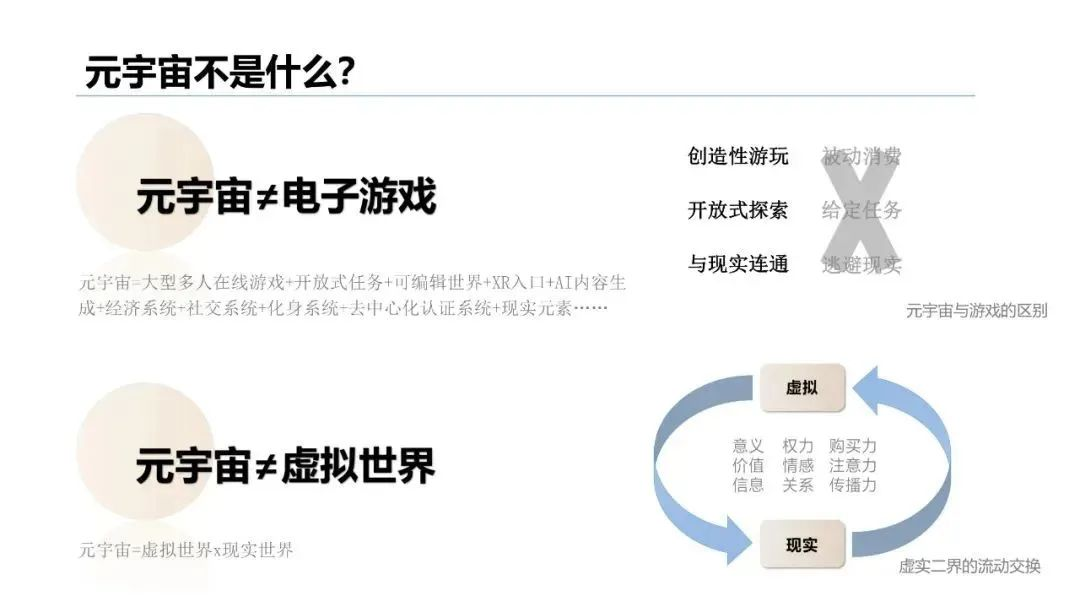 元宇宙不是什么?
元宇宙≠电子游戏
元宇宙=大型多人在线游戏+开放式任务+可编辑世界+XR入口+AI内容生
成+经济系统+社交系统+化身系统+去中心化认证系统+现实元素……
创造性游玩 被动消费
开放式探索 给定任务
与现实连通 逃避现实
X
元宇宙与游戏的区别
元宇宙≠虚拟世界
元宇宙=虚拟世界x现实世界
虚拟
意义 权力 购买力
价值 情感 注意力
信息 关系 传播力
现实
虚实二界的流动交换